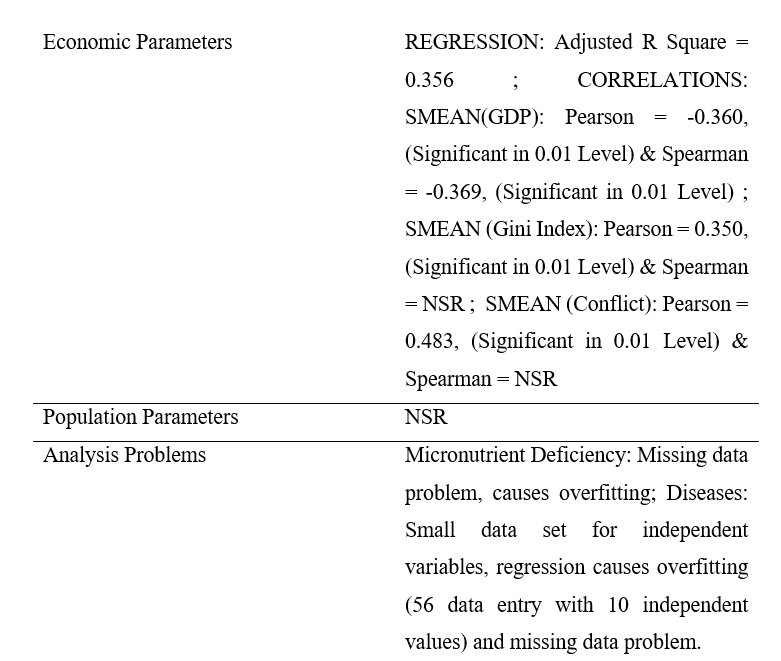 Economic Parameters
REGRESSION: Adjusted R Square =
0.356 ; CORRELATIONS:
SMEAN(GDP): Pearson = -0.360,
(Significant in 0.01 Level) & Spearman
= -0.369, (Significant in 0.01 Level) ;
SMEAN (Gini Index): Pearson = 0.350,
(Significant in 0.01 Level) & Spearman
= NSR ; SMEAN (Conflict): Pearson =
0.483, (Significant in 0.01 Level) &
Spearman = NSR
Population Parameters
NSR
Analysis Problems
Micronutrient Deficiency: Missing data
problem, causes overfitting; Diseases:
Small data set for independent
variables, regression causes overfitting
(56 data entry with 10 independent
values) and missing data problem.